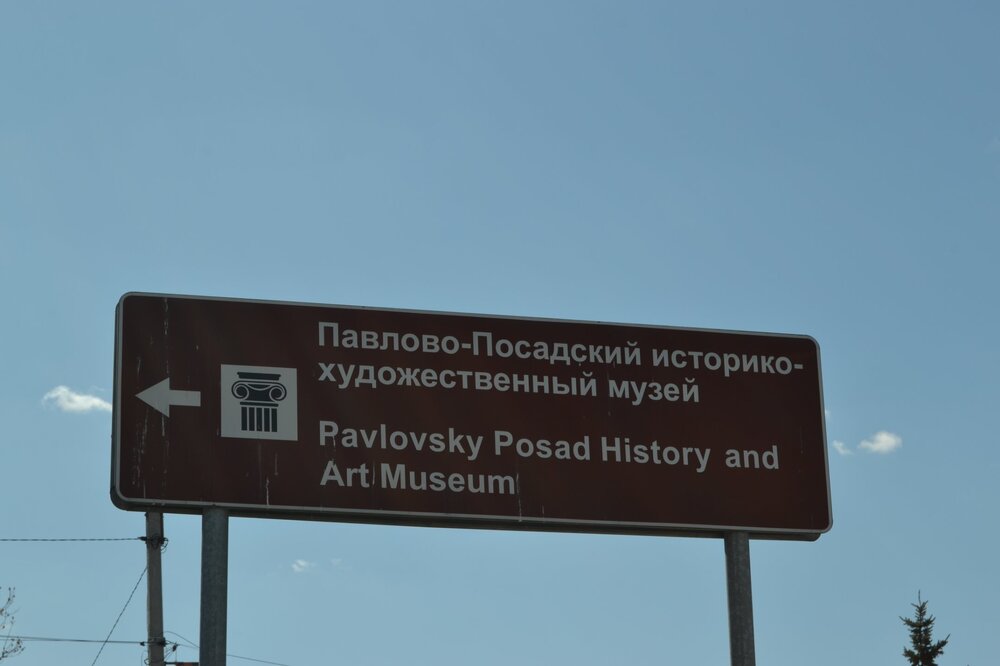 Павлово-Посадский историко-
художественный музей
Pavlovsky Posad History and
Art Museum